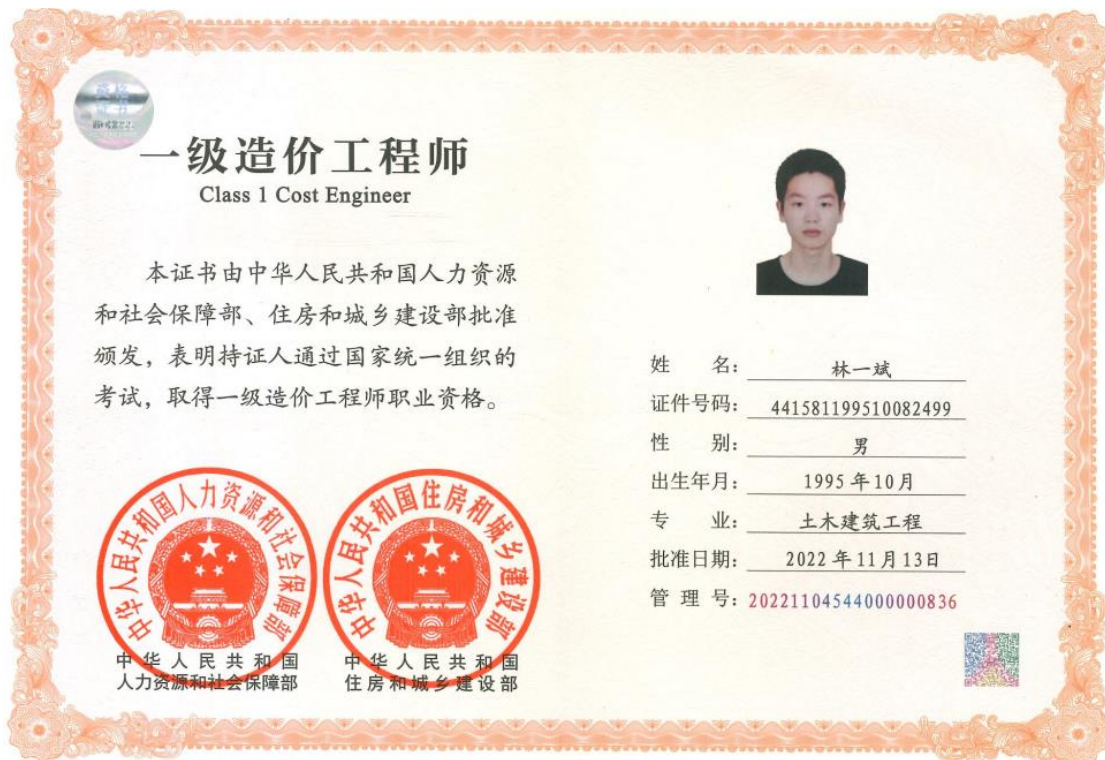 一级造价工程师
Class 1 Cost Engineer
本证书由中华人民共和国人力资源
和社会保障部、住房和城乡建设部批准
颁发，表明持证人通过国家统一组织的
考试，取得一级造价工程师职业资格。
中华人民共和国人力资源和社会保障部
中华人民共和国住房和城乡建设部
中华人民共和国
人力资源和社会保障部
中华人民共和国
住房和城乡建设部
姓 名：林一斌
证件号码：441581199510082499
性 别：男
出生年月：1995年10月
专 业：土木建筑工程
批准日期：2022年11月13日
管 理 号：20221104544000000836